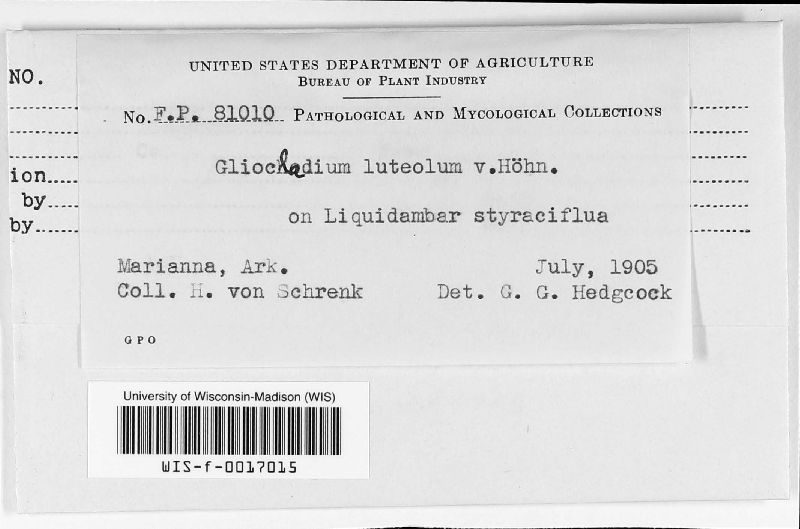 UNITED STATES DEPARTMENT OF AGRICULTURE
BUREAU OF PLANT INDUSTRY
NO.
No. F.P. 81010 PATHOLOGICAL AND MYCOLOGICAL COLLECTIONS
Gliocladium luteolum v.Höhn.
ion
by
on Liquidambar styraciflua
by
Marianna, Ark. July, 1905
Coll. H. von Schrenk Det. G. G. Hedgcock
GPO
University of Wisconsin-Madison (WIS)
WIS-f-0017015